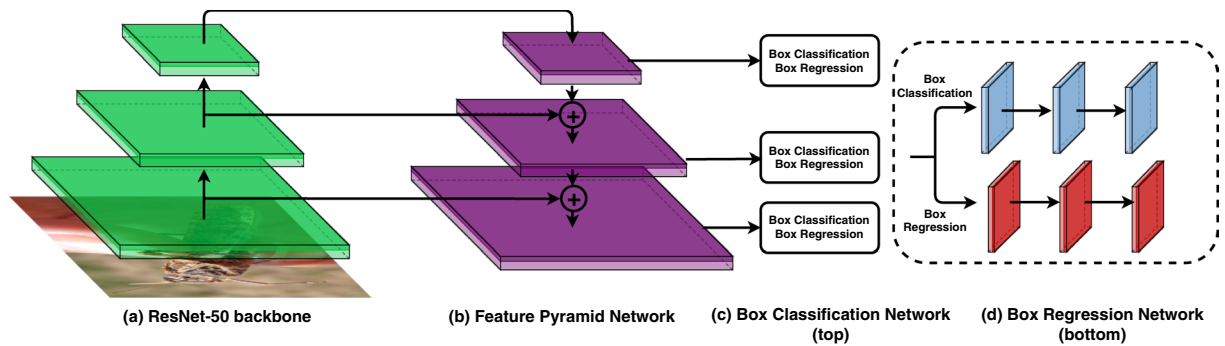 Box Classification
Box Regression
Box Classification
Box Regression
Box Classification
Box Regression
Box
Classification
Box
Regression
(a) ResNet-50 backbone
(b) Feature Pyramid Network
(c) Box Classification Network
(top)
(d) Box Regression Network
(bottom)